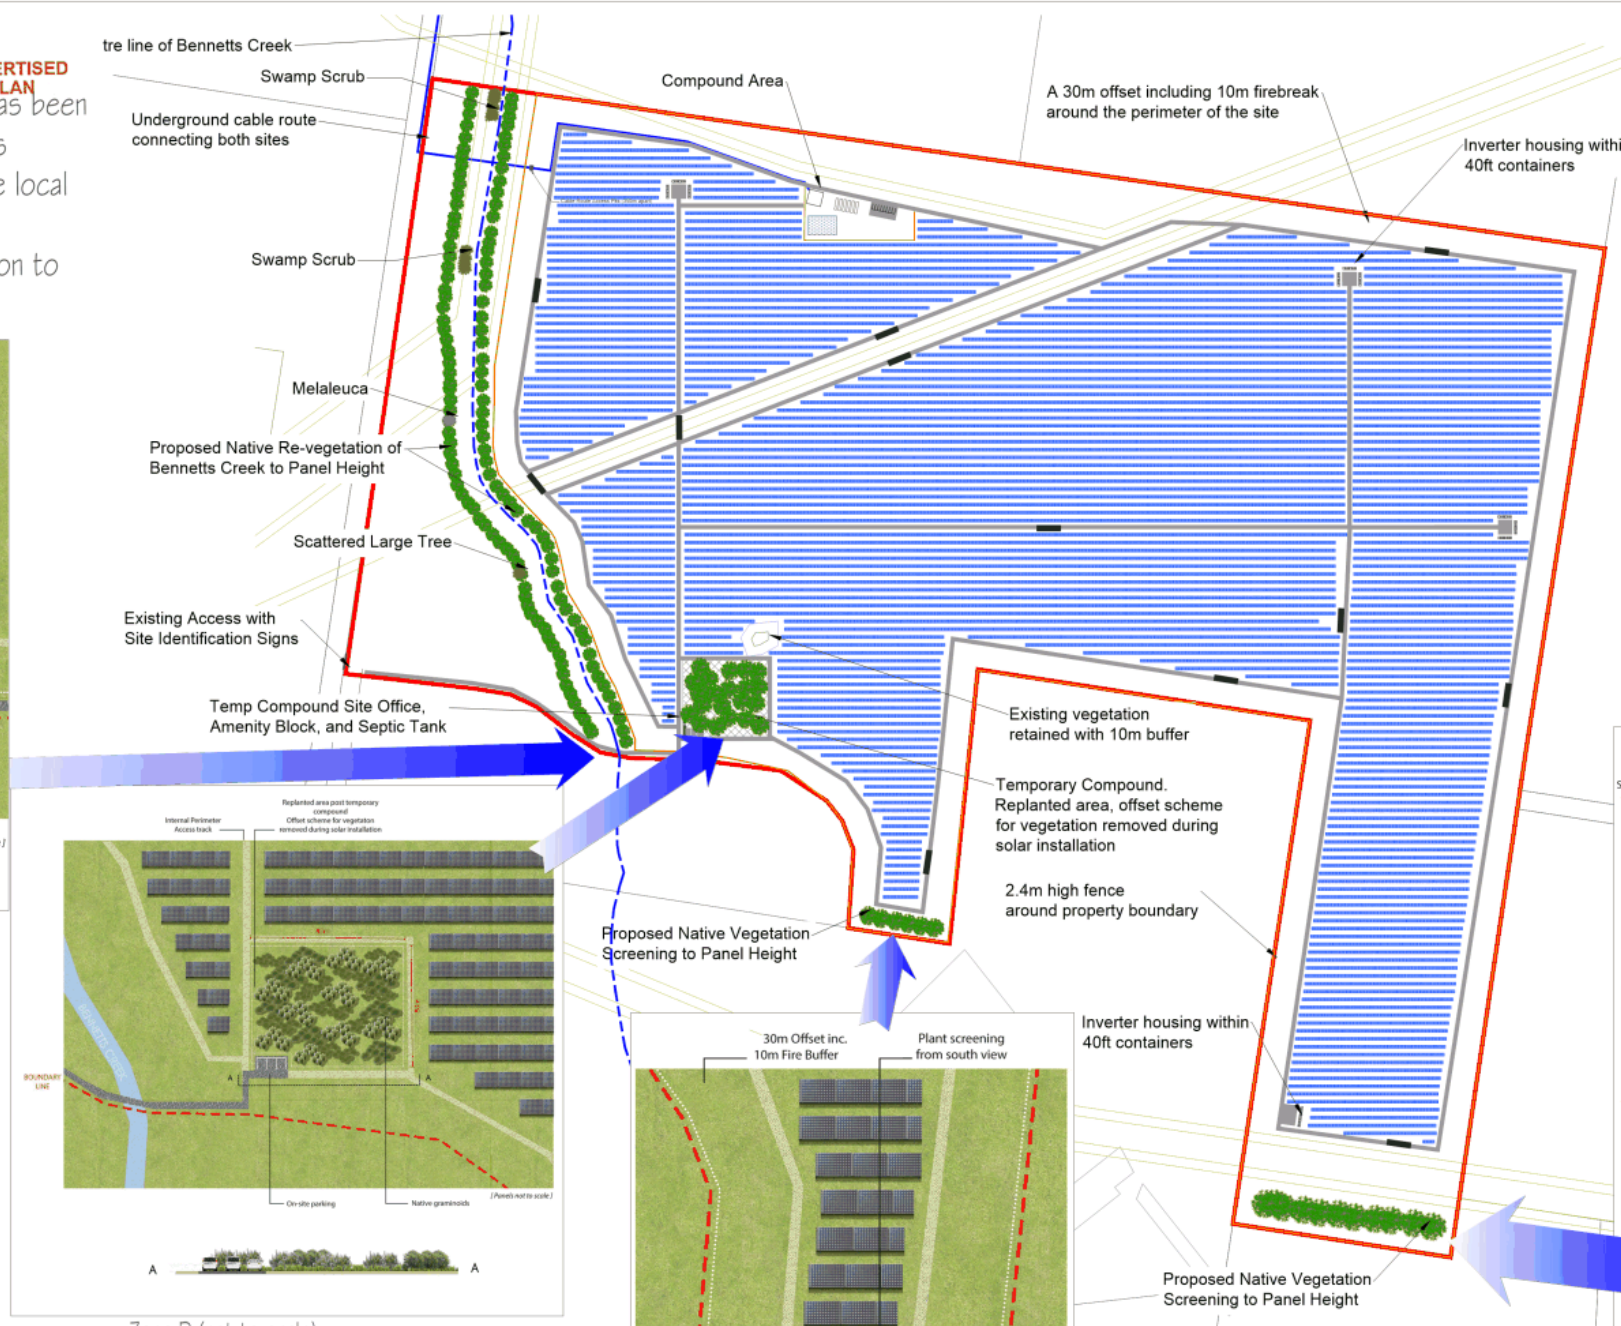 tre line of Bennetts Creek
ERTISED
LAN
as been
Swamp Scrub
Compound Area
A 30m offset including 10m firebreak
around the perimeter of the site
Underground cable route
connecting both sites
s
e local
Inverter housing withi
40ft containers
Swamp Scrub
on to
Melaleuca
Proposed Native Re-vegetation of
Bennetts Creek to Panel Height
Scattered Large Tree
Existing Access with
Site Identification Signs
Temp Compound Site Office,
Amenity Block, and Septic Tank
Existing vegetation
retained with 10m buffer
Temporary Compound.
Replanted area, offset scheme
for vegetation removed during
solar installation
2.4m high fence
around property boundary
Proposed Native Vegetation
Screening to Panel Height
Inverter housing within
40ft containers
Proposed Native Vegetation
Screening to Panel Height
Replanted area post temporary
compound
Offset scheme for vegetaton
removed during solar installation
Internal Perimeter
Access track
BENNETTS CREEK
BOUNDARY
LINE
A
A
On-site parking
Native graminoids
[Panels not to scale]
A
A
30m Offset inc.
10m Fire Buffer
Plant screening
from south view